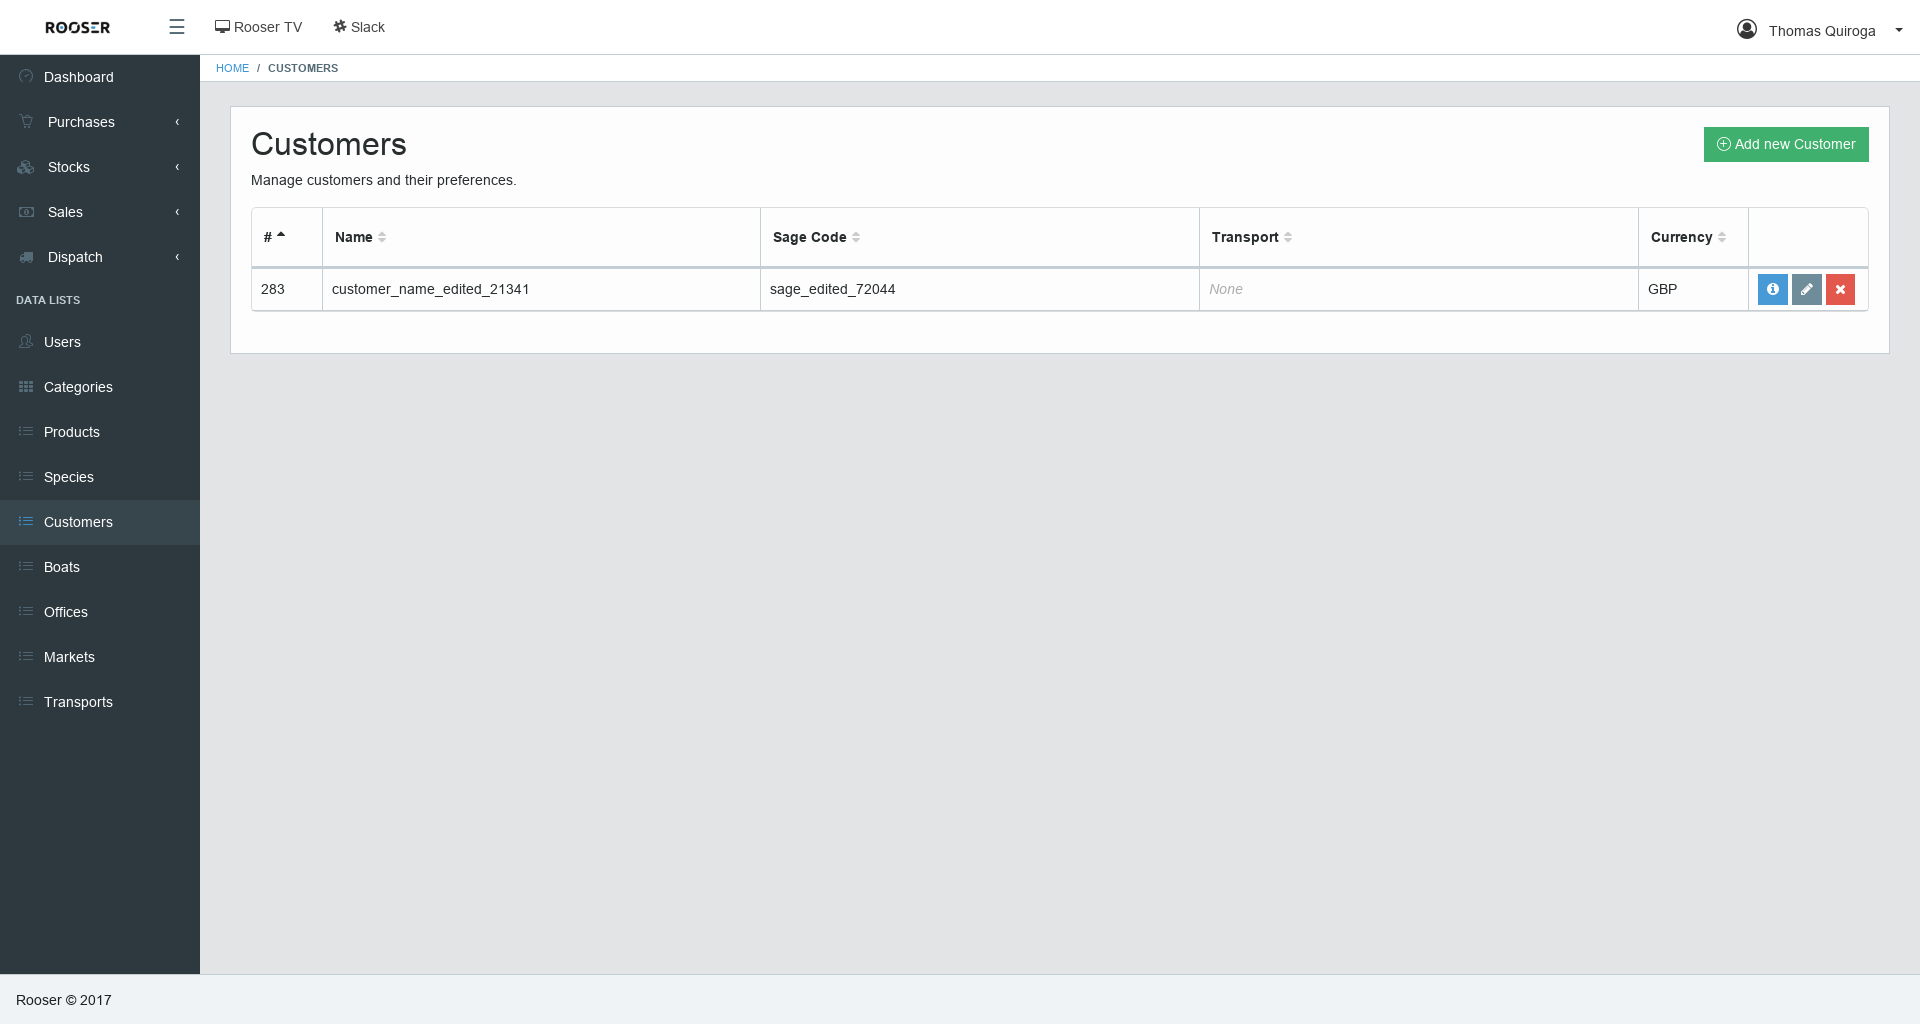 ROOSER
Rooser TV
Slack
Thomas Quiroga
Dashboard
Purchases
Stocks
Sales
Dispatch
DATA LISTS
Users
Categories
Products
Species
Customers
Boats
Offices
Markets
Transports
HOME / CUSTOMERS
Customers
Add new Customer
Manage customers and their preferences.
# Name Sage Code Transport Currency
283 customer_name_edited_21341 sage_edited_72044 None GBP
Rooser © 2017